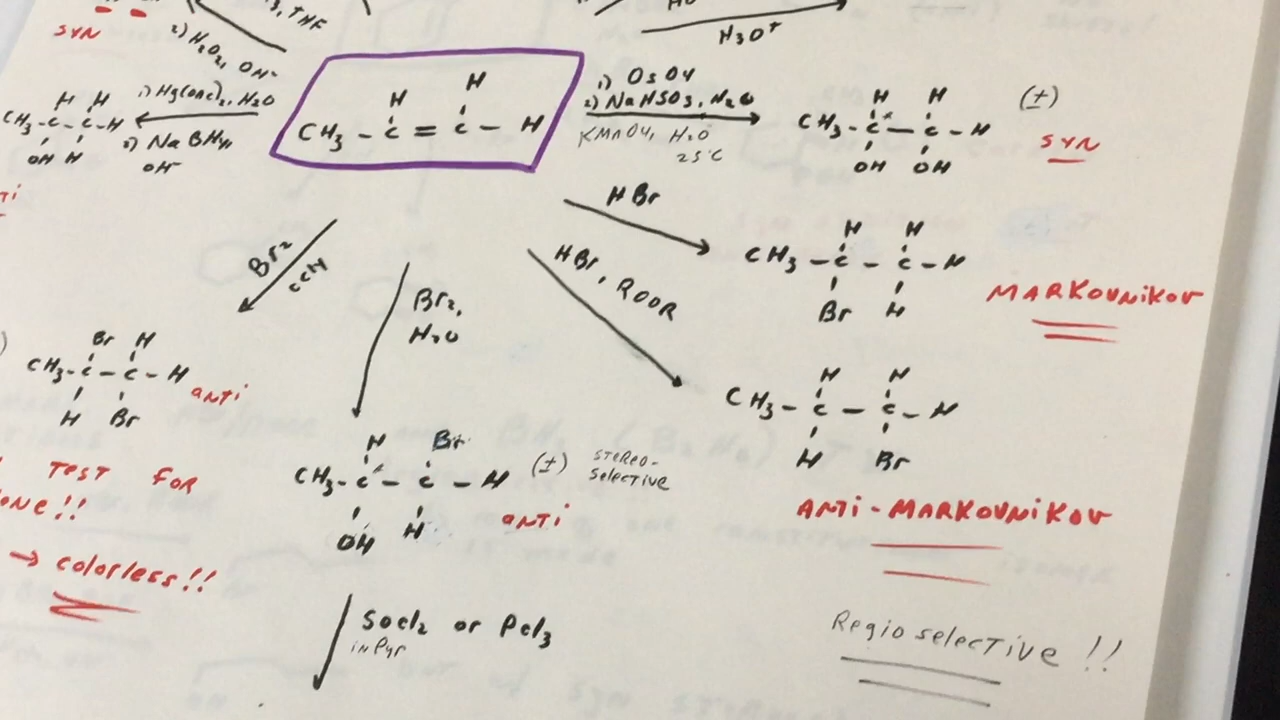 THF
2) H2O2, OH-
SYN
H3O+
1) Hg(OAc)2, H2O
2) NaBH4,
OH-
H H
CH3-C-C-H
OH H
H H
CH3-C=C-H
1) OsO4
2) NaHSO3, H2O
KMnO4, H2O
25°C
H H
CH3-C*-C-H
OH OH
(±)
SYN
HBr
H H
CH3-C-C-H
Br H
MARKOVNIKOV
HBr, ROOR
H H
CH3-C-C-H
H Br
ANTI-MARKOVNIKOV
Regioselective!!
Br2
CCl4
Br H
CH3-C-C-H
H Br
anti
TEST FOR
!!
→ colorless!!
Br2,
H2O
H Br
CH3-C*-C-H
OH H
(±) STEREO-
SELECTIVE
anti
SOCl2 or PCl3
in Pyr